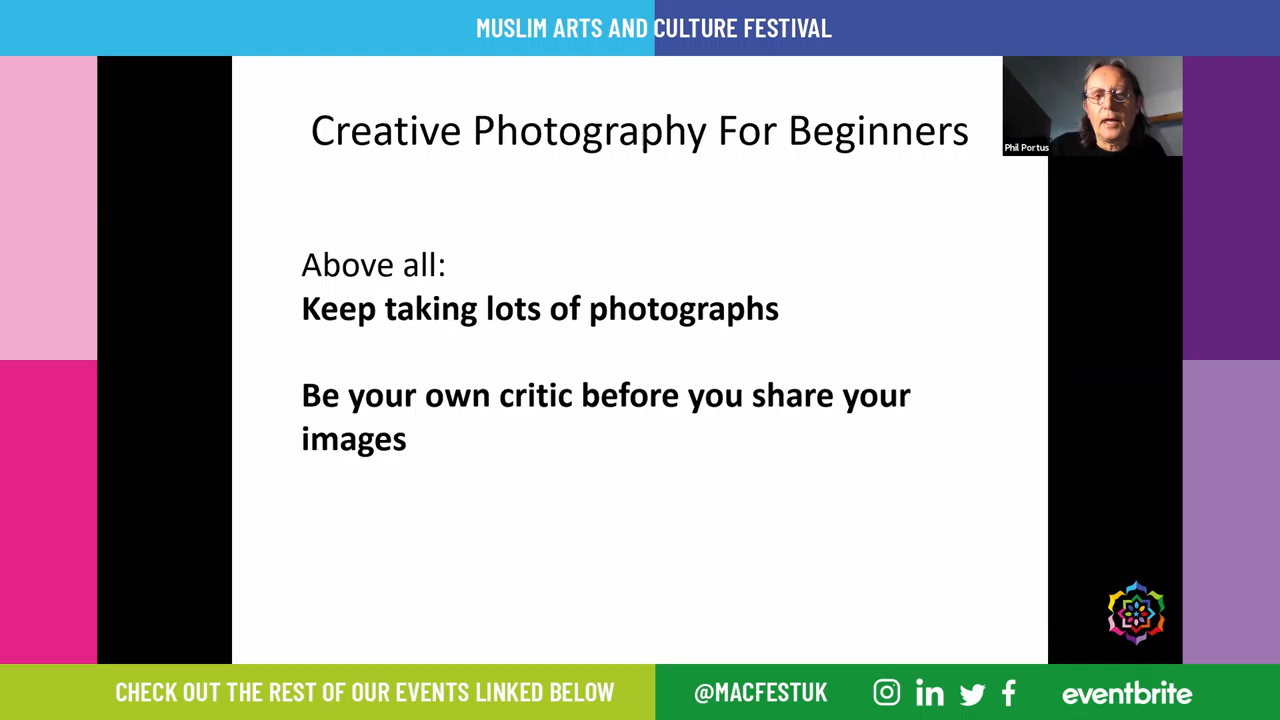 MUSLIM ARTS AND CULTURE FESTIVAL
Creative Photography For Beginners
Phil Portus
Above all:
Keep taking lots of photographs
Be your own critic before you share your
images
CHECK OUT THE REST OF OUR EVENTS LINKED BELOW
@MACFESTUK
eventbrite